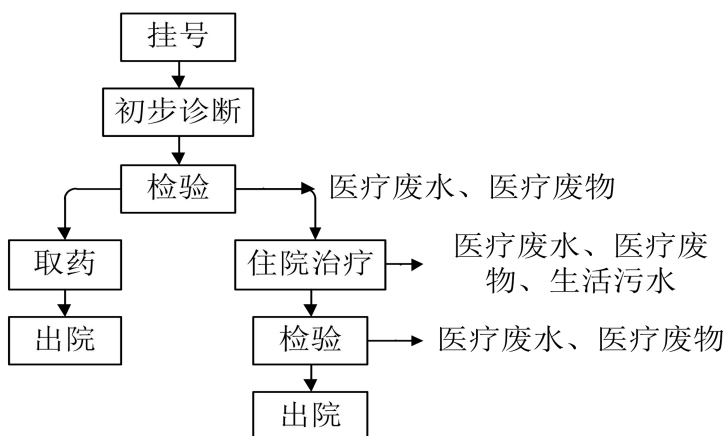 挂号
初步诊断
检验
医疗废水、医疗废物
取药
住院治疗
医疗废水、医疗废
物、生活污水
出院
检验
医疗废水、医疗废物
出院